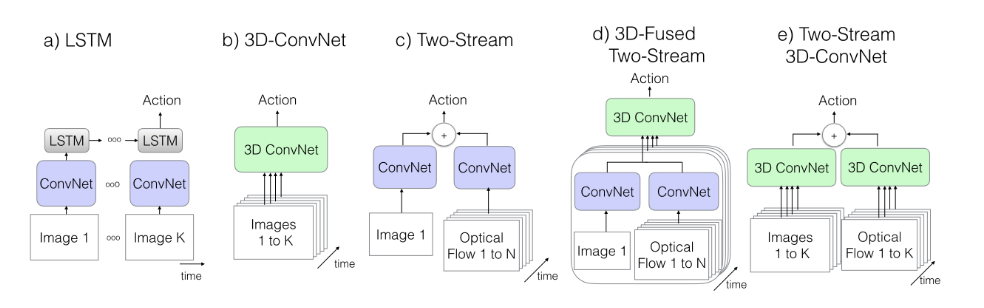 a) LSTM
Action
LSTM
ooo
LSTM
ConvNet
ooo
ConvNet
Image 1
ooo
Image K
time
b) 3D-ConvNet
Action
3D ConvNet
Images
1 to K
time
c) Two-Stream
Action
+
ConvNet
ConvNet
Image 1
Optical
Flow 1 to N
time
d) 3D-Fused
Two-Stream
Action
3D ConvNet
ConvNet
ConvNet
Image 1
Optical
Flow 1 to N
time
e) Two-Stream
3D-ConvNet
Action
+
3D ConvNet
3D ConvNet
Images
1 to K
Optical
Flow 1 to K
time